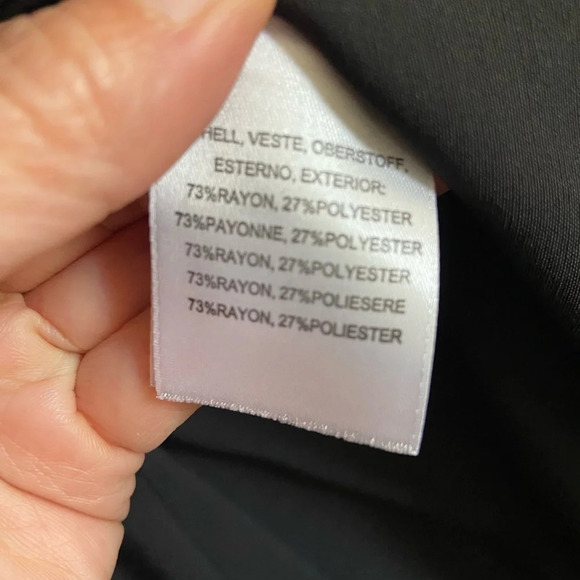 HELL, VESTE, OBERSTOFF,
ESTERNO, EXTERIOR:
73%RAYON, 27%POLYESTER
73%PAYONNE, 27%POLYESTER
73%RAYON, 27%POLYESTER
73%RAYON, 27%POLIESERE
73%RAYON, 27%POLIESTER